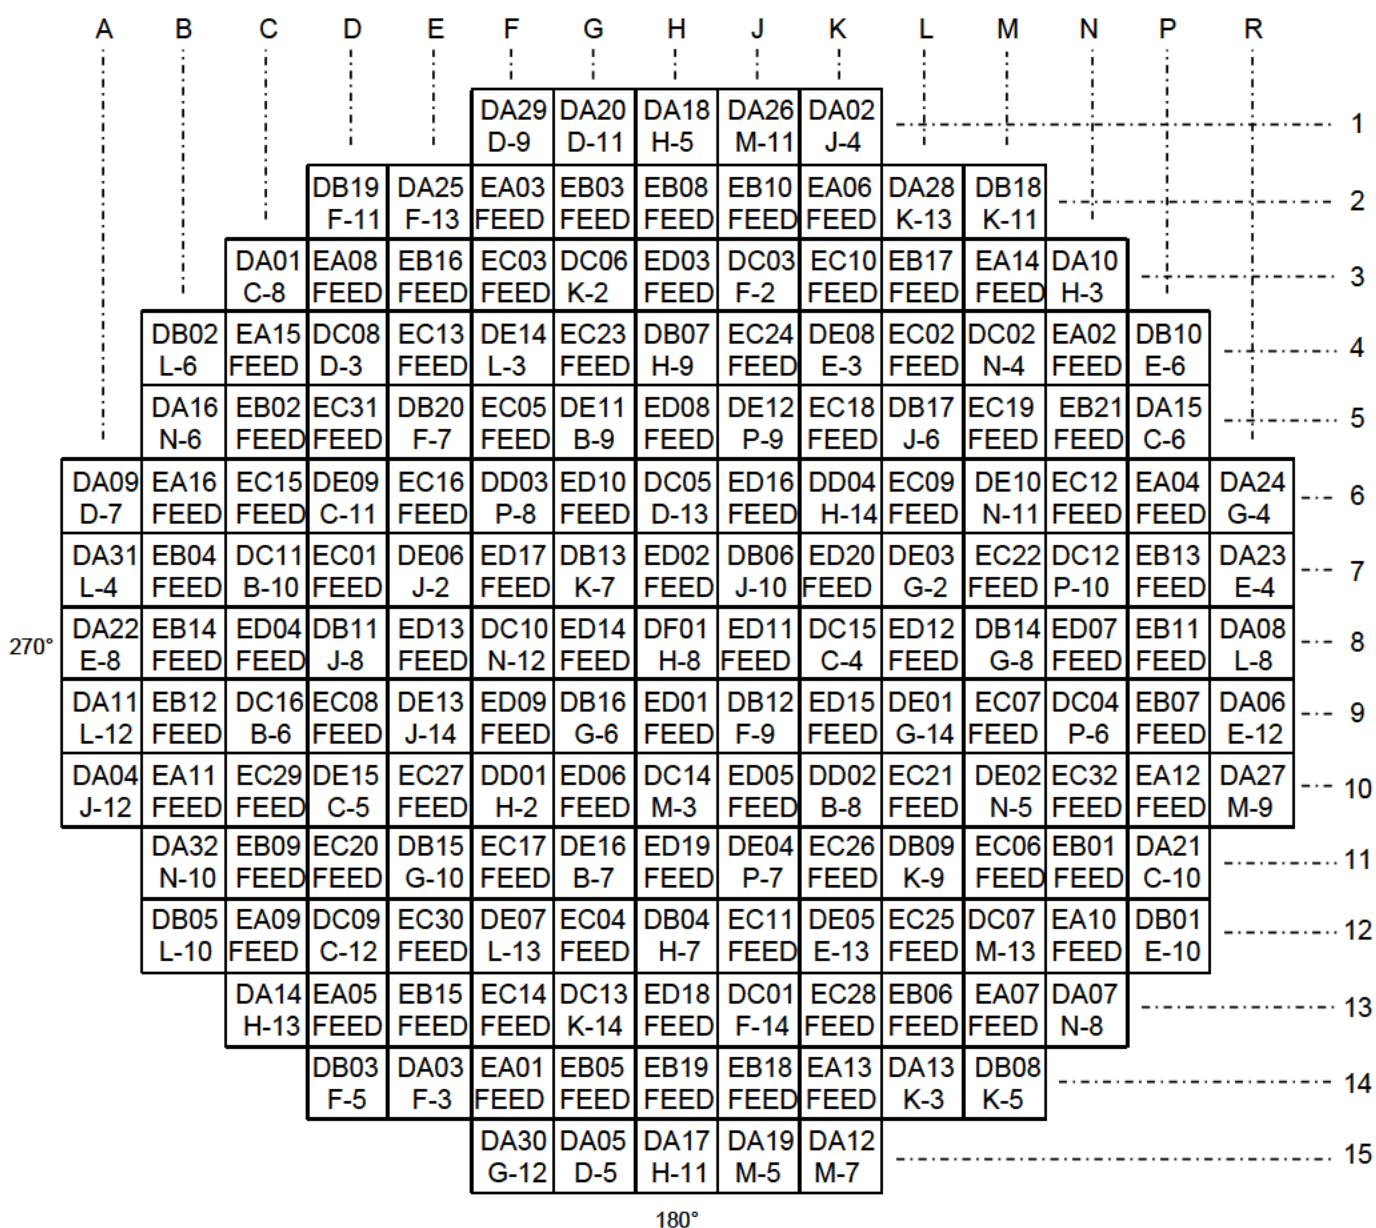 A B C D E F G H J K L M N P R
DA29 DA20 DA18 DA26 DA02
D-9 D-11 H-5 M-11 J-4
1
DB19 DA25 EA03 EB03 EB08 EB10 EA06 DA28 DB18
F-11 F-13 FEED FEED FEED FEED FEED K-13 K-11
2
DA01 EA08 EB16 EC03 DC06 ED03 DC03 EC10 EB17 EA14 DA10
C-8 FEED FEED FEED K-2 FEED F-2 FEED FEED FEED H-3
3
DB02 EA15 DC08 EC13 DE14 EC23 DB07 EC24 DE08 EC02 DC02 EA02 DB10
L-6 FEED D-3 FEED L-3 FEED H-9 FEED E-3 FEED N-4 FEED E-6
4
DA16 EB02 EC31 DB20 EC05 DE11 ED08 DE12 EC18 DB17 EC19 EB21 DA15
N-6 FEED FEED F-7 FEED B-9 FEED P-9 FEED J-6 FEED FEED C-6
5
DA09 EA16 EC15 DE09 EC16 DD03 ED10 DC05 ED16 DD04 EC09 DE10 EC12 EA04 DA24
D-7 FEED FEED C-11 FEED P-8 FEED D-13 FEED H-14 FEED N-11 FEED FEED G-4
6
DA31 EB04 DC11 EC01 DE06 ED17 DB13 ED02 DB06 ED20 DE03 EC22 DC12 EB13 DA23
L-4 FEED B-10 FEED J-2 FEED K-7 FEED J-10 FEED G-2 FEED P-10 FEED E-4
7
270°
DA22 EB14 ED04 DB11 ED13 DC10 ED14 DF01 ED11 DC15 ED12 DB14 ED07 EB11 DA08
E-8 FEED FEED J-8 FEED N-12 FEED H-8 FEED C-4 FEED G-8 FEED FEED L-8
8
DA11 EB12 DC16 EC08 DE13 ED09 DB16 ED01 DB12 ED15 DE01 EC07 DC04 EB07 DA06
L-12 FEED B-6 FEED J-14 FEED G-6 FEED F-9 FEED G-14 FEED P-6 FEED E-12
9
DA04 EA11 EC29 DE15 EC27 DD01 ED06 DC14 ED05 DD02 EC21 DE02 EC32 EA12 DA27
J-12 FEED FEED C-5 FEED H-2 FEED M-3 FEED B-8 FEED N-5 FEED FEED M-9
10
DA32 EB09 EC20 DB15 EC17 DE16 ED19 DE04 EC26 DB09 EC06 EB01 DA21
N-10 FEED FEED G-10 FEED B-7 FEED P-7 FEED K-9 FEED FEED C-10
11
DB05 EA09 DC09 EC30 DE07 EC04 DB04 EC11 DE05 EC25 DC07 EA10 DB01
L-10 FEED C-12 FEED L-13 FEED H-7 FEED E-13 FEED M-13 FEED E-10
12
DA14 EA05 EB15 EC14 DC13 ED18 DC01 EC28 EB06 EA07 DA07
H-13 FEED FEED FEED K-14 FEED F-14 FEED FEED FEED N-8
13
DB03 DA03 EA01 EB05 EB19 EB18 EA13 DA13 DB08
F-5 F-3 FEED FEED FEED FEED FEED K-3 K-5
14
DA30 DA05 DA17 DA19 DA12
G-12 D-5 H-11 M-5 M-7
15
180°